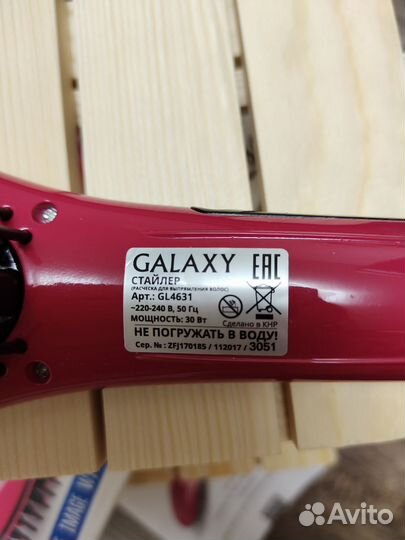 GALAXY EAC
СТАЙЛЕР
(РАСЧЕСКА ДЛЯ ВЫПРЯМЛЕНИЯ ВОЛОС)
Арт.: GL4631
~220-240 В, 50 Гц
МОЩНОСТЬ: 30 Вт Сделано в КНР
НЕ ПОГРУЖАТЬ В ВОДУ!
Сер. №: ZFJ170185 / 112017 / 3051
IMAGE
Avito